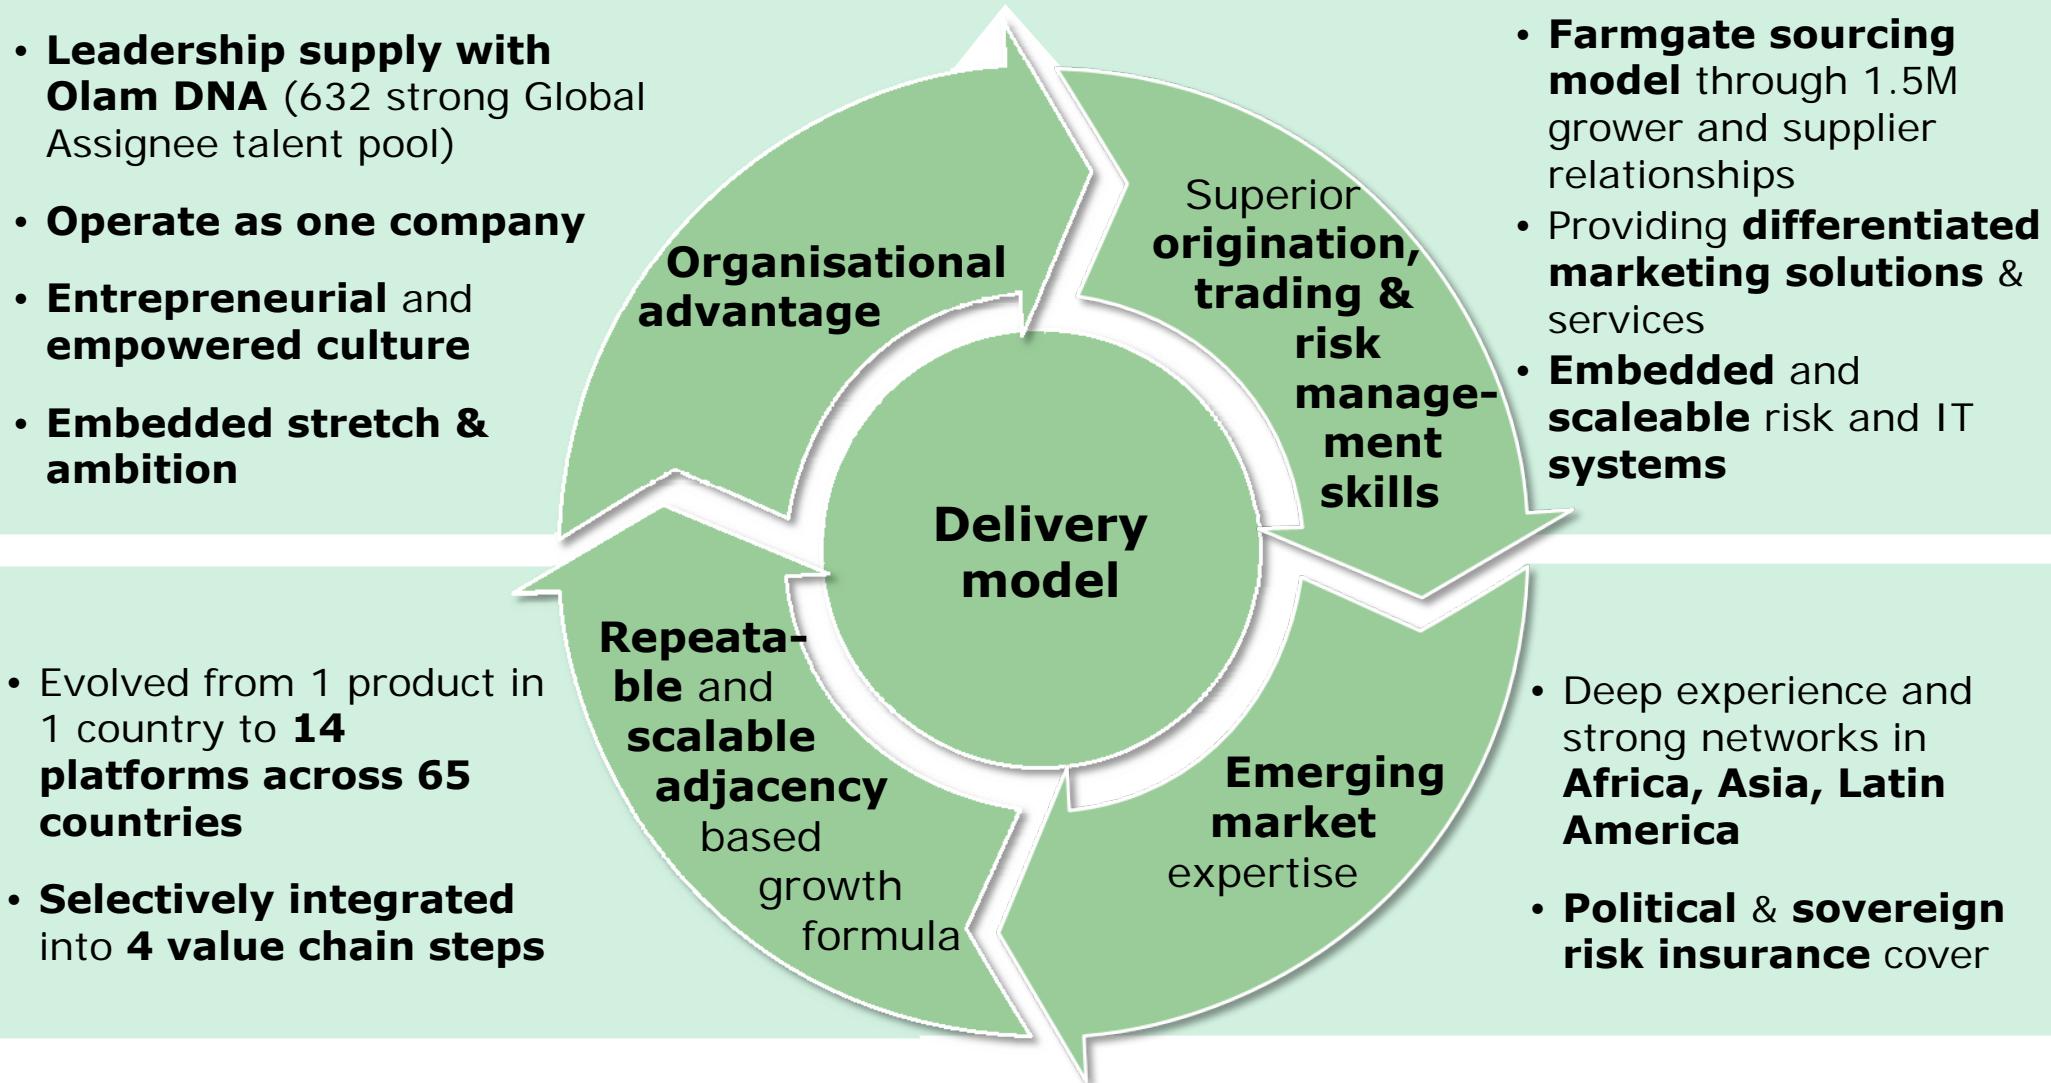 • Leadership supply with
Olam DNA (632 strong Global
Assignee talent pool)
• Operate as one company
• Entrepreneurial and
empowered culture
• Embedded stretch &
ambition
Organisational
advantage
Superior
origination,
trading &
risk
manage-
ment
skills
• Farmgate sourcing
model through 1.5M
grower and supplier
relationships
• Providing differentiated
marketing solutions &
services
• Embedded and
scaleable risk and IT
systems
Delivery
model
• Evolved from 1 product in
1 country to 14
platforms across 65
countries
• Selectively integrated
into 4 value chain steps
Repeata-
ble and
scalable
adjacency
based
growth
formula
Emerging
market
expertise
• Deep experience and
strong networks in
Africa, Asia, Latin
America
• Political & sovereign
risk insurance cover